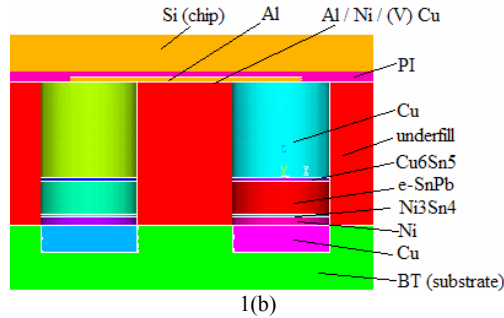 Si (chip)
Al
Al / Ni / (V) Cu
PI
Cu
underfill
Cu6Sn5
e-SnPb
Ni3Sn4
Ni
Cu
BT (substrate)
1(b)